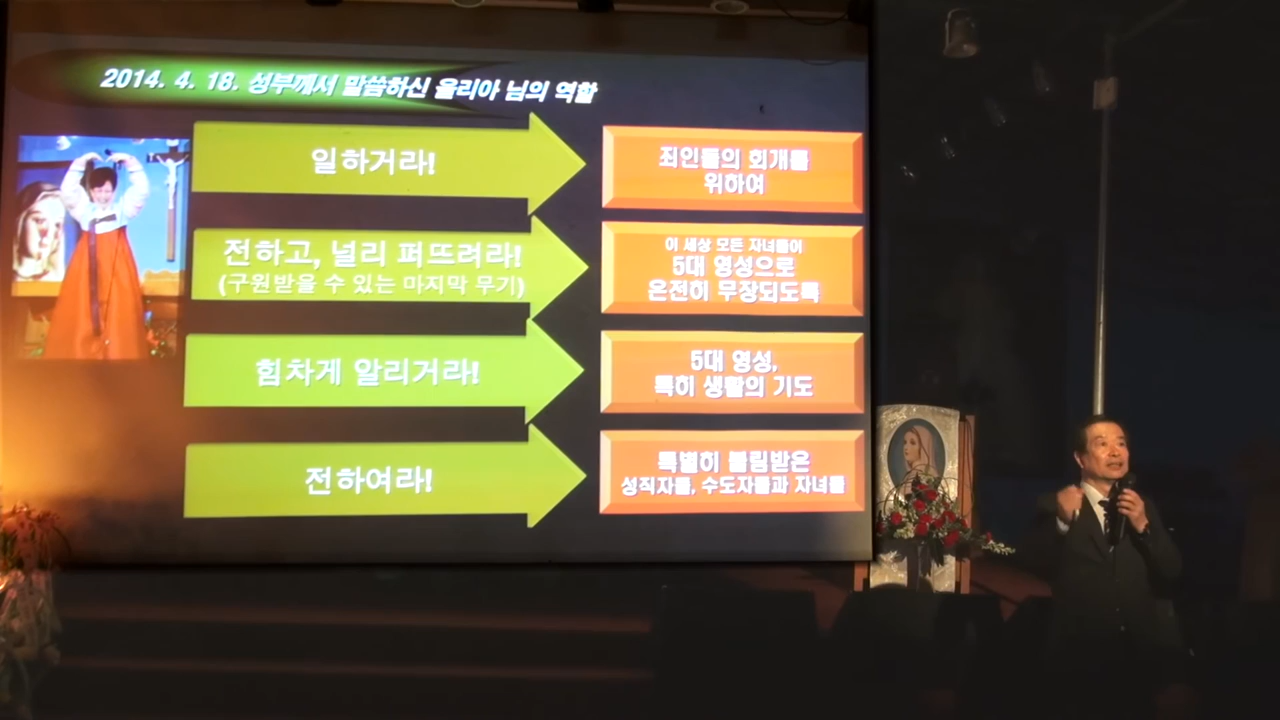 2014. 4. 18. 성부께서 말씀하신 율리아 님의 역할
일하거라!
죄인들의 회개를
위하여
전하고, 널리 퍼뜨려라!
(구원받을 수 있는 마지막 무기)
이 세상 모든 자녀들이
5대 영성으로
온전히 무장되도록
힘차게 알리거라!
5대 영성,
특히 생활의 기도
전하여라!
특별히 불림받은
성직자들, 수도자들과 자녀들